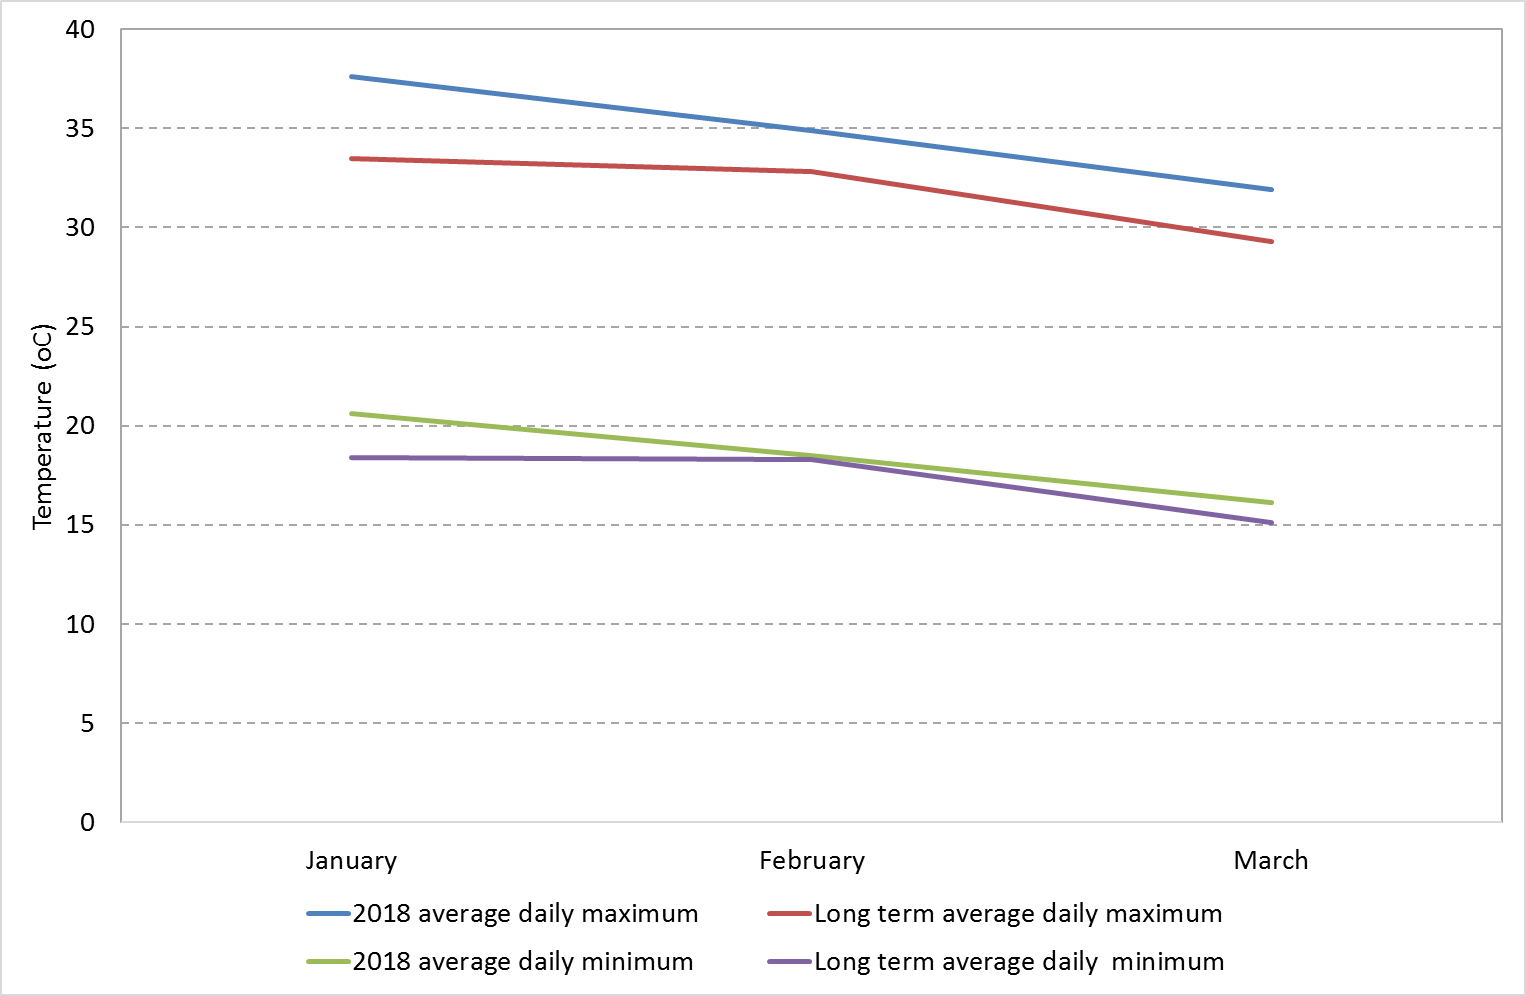 40
35
30
25
20
15
10
5
0
Temperature (oC)
January February March
2018 average daily maximum Long term average daily maximum
2018 average daily minimum Long term average daily  minimum